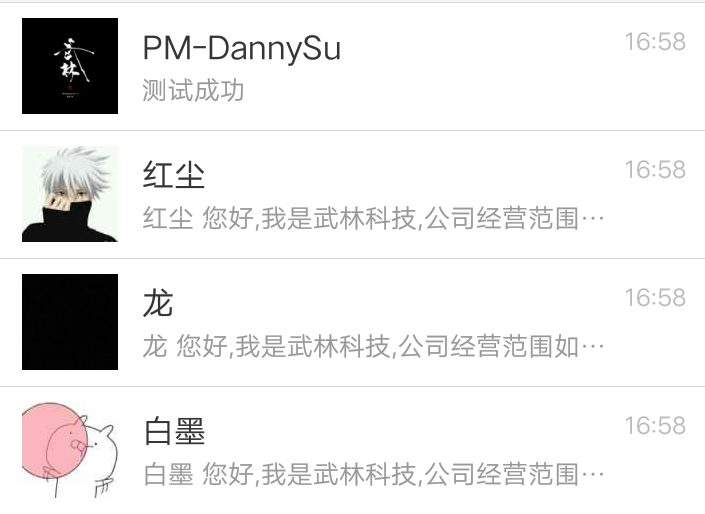 武林
PM-DannySu
16:58
测试成功
红尘
16:58
红尘 您好,我是武林科技,公司经营范围···
龙
16:58
龙 您好,我是武林科技,公司经营范围如···
白墨
16:58
白墨 您好,我是武林科技,公司经营范围···